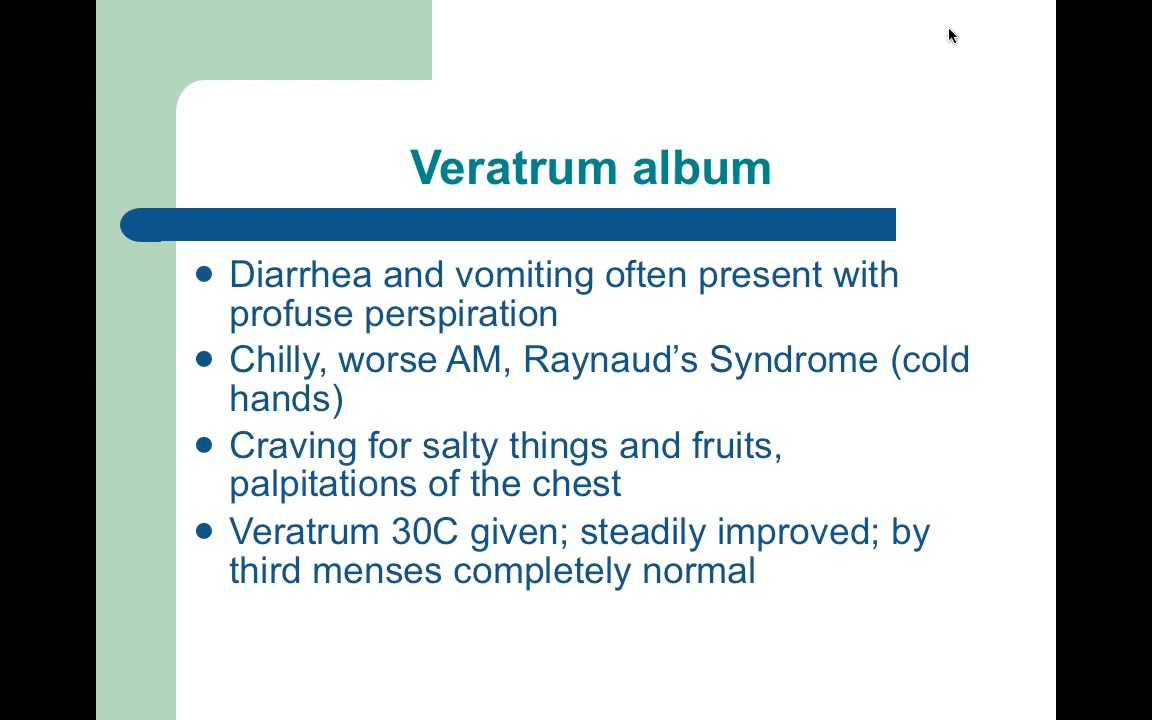 Veratrum album
Diarrhea and vomiting often present with
profuse perspiration
Chilly, worse AM, Raynaud’s Syndrome (cold
hands)
Craving for salty things and fruits,
palpitations of the chest
Veratrum 30C given; steadily improved; by
third menses completely normal